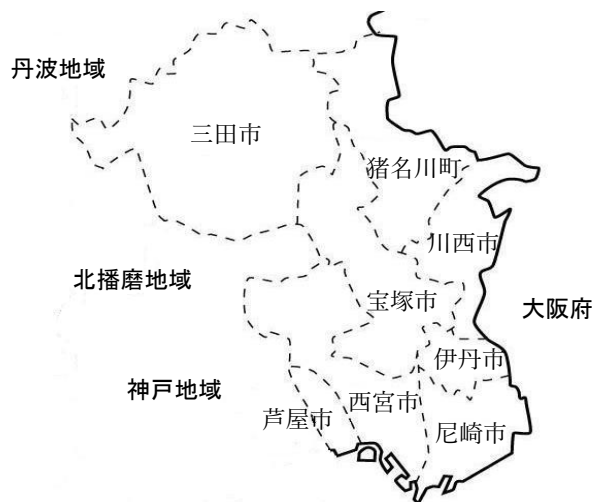 丹波地域
三田市
猪名川町
川西市
北播磨地域
宝塚市
大阪府
伊丹市
神戸地域
西宮市
芦屋市
尼崎市